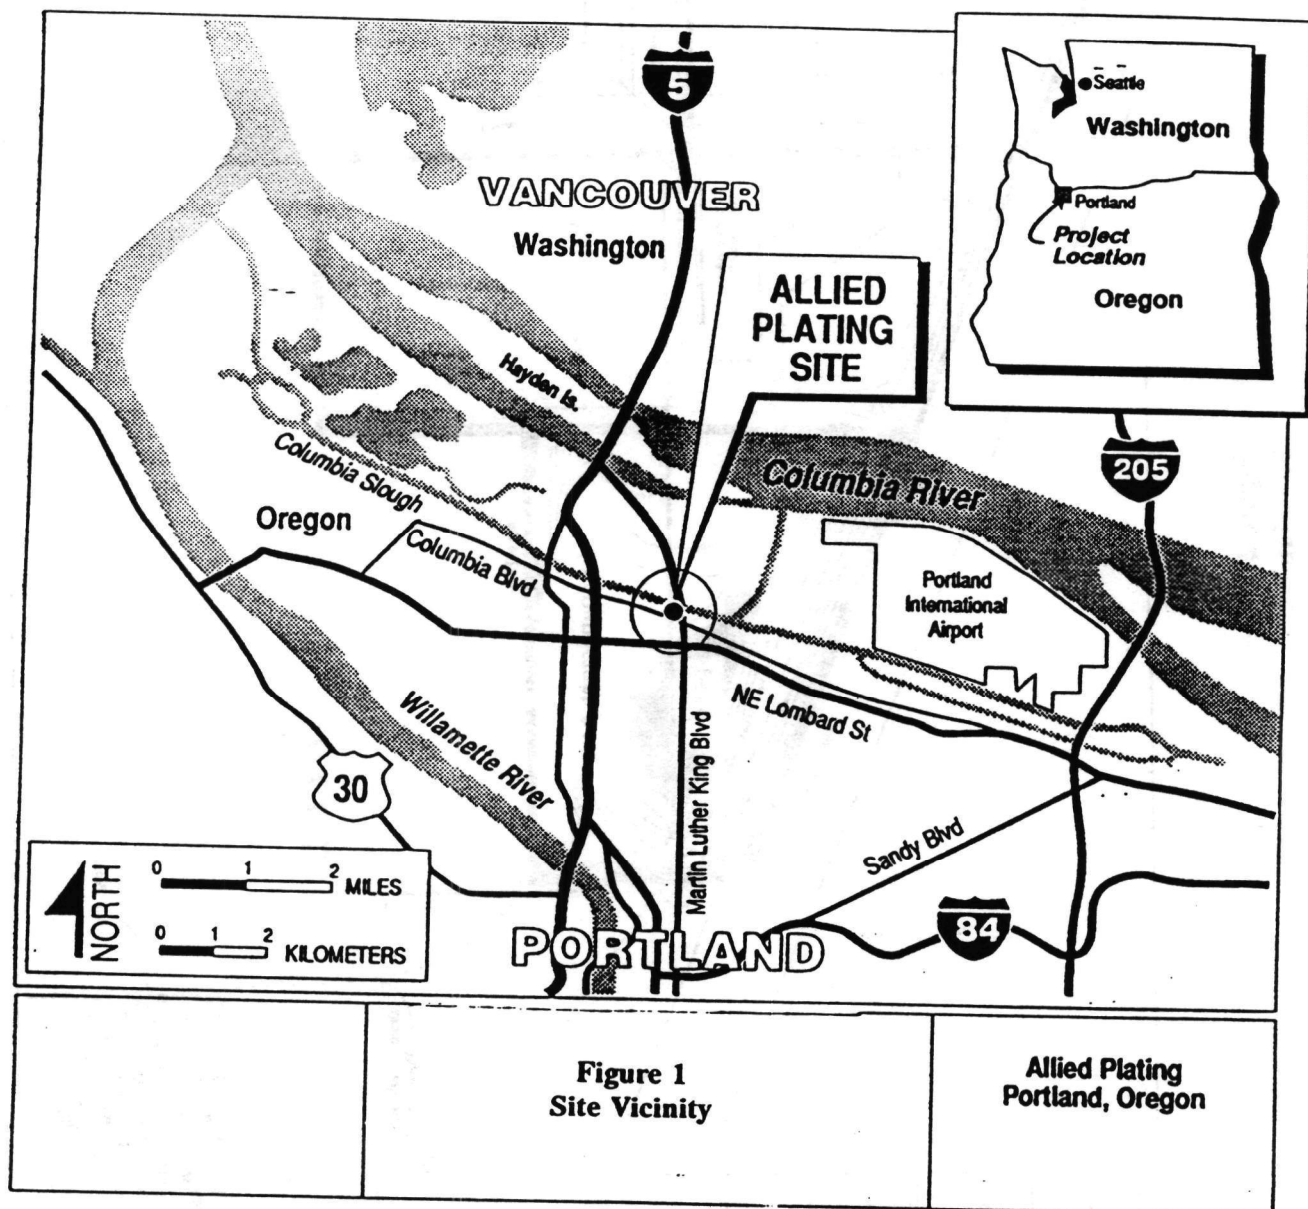 5
VANCOUVER
Washington
ALLIED
PLATING
SITE
Seattle
Washington
Portland
Project
Location
Oregon
Hayden Is.
Columbia River
205
Columbia Slough
Oregon
Columbia Blvd
Portland
International
Airport
NE Lombard St
Willamette River
Martin Luther King Blvd
30
Sandy Blvd
84
PORTLAND
NORTH
0 1 2 MILES
0 1 2 KILOMETERS
Figure 1
Site Vicinity
Allied Plating
Portland, Oregon